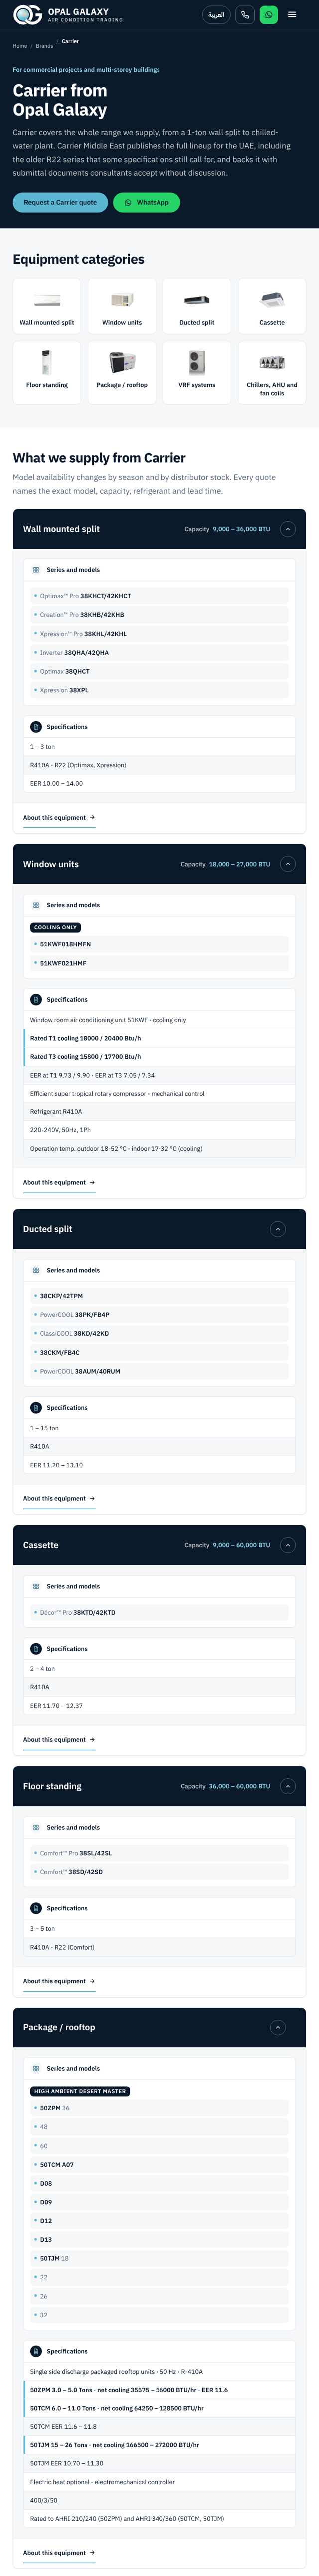 OPAL GALAXY
AIR CONDITION TRADING
العربية
Home / Brands / Carrier
For commercial projects and multi-storey buildings
Carrier from
Opal Galaxy
Carrier covers the whole range we supply, from a 1-ton wall split to chilled-
water plant. Carrier Middle East publishes the full lineup for the UAE, including
the older R22 series that some specifications still call for, and backs it with
submittal documents consultants accept without discussion.
Request a Carrier quote
WhatsApp
Equipment categories
Wall mounted split
Window units
Ducted split
Cassette
Floor standing
Package / rooftop
VRF systems
Chillers, AHU and
fan coils
What we supply from Carrier
Model availability changes by season and by distributor stock. Every quote
names the exact model, capacity, refrigerant and lead time.
Wall mounted split
Capacity 9,000 – 36,000 BTU
Series and models
Optimax™ Pro 38KHCT/42KHCT
Creation™ Pro 38KHB/42KHB
Xpression™ Pro 38KHL/42KHL
Inverter 38QHA/42QHA
Optimax 38QHCT
Xpression 38XPL
Specifications
1 – 3 ton
R410A - R22 (Optimax, Xpression)
EER 10.00 – 14.00
About this equipment →
Window units
Capacity 18,000 – 27,000 BTU
Series and models
COOLING ONLY
51KWF018HMFN
51KWF021HMF
Specifications
Window room air conditioning unit 51KWF - cooling only
Rated T1 cooling 18000 / 20400 Btu/h
Rated T3 cooling 15800 / 17700 Btu/h
EER at T1 9.73 / 9.90 - EER at T3 7.05 / 7.34
Efficient super tropical rotary compressor - mechanical control
Refrigerant R410A
220-240V, 50Hz, 1Ph
Operation temp. outdoor 18-52 °C - indoor 17-32 °C (cooling)
About this equipment →
Ducted split
Series and models
38CKP/42TPM
PowerCOOL 38PK/FB4P
ClassiCOOL 38KD/42KD
38CKM/FB4C
PowerCOOL 38AUM/40RUM
Specifications
1 – 15 ton
R410A
EER 11.20 – 13.10
About this equipment →
Cassette
Capacity 9,000 – 60,000 BTU
Series and models
Décor™ Pro 38KTD/42KTD
Specifications
2 – 4 ton
R410A
EER 11.70 – 12.37
About this equipment →
Floor standing
Capacity 36,000 – 60,000 BTU
Series and models
Comfort™ Pro 38SL/42SL
Comfort™ 38SD/42SD
Specifications
3 – 5 ton
R410A - R22 (Comfort)
About this equipment →
Package / rooftop
Series and models
HIGH AMBIENT DESERT MASTER
50ZPM 36
48
60
50TCM A07
D08
D09
D12
D13
50TJM 18
22
26
32
Specifications
Single side discharge packaged rooftop units - 50 Hz - R-410A
50ZPM 3.0 – 5.0 Tons - net cooling 35575 – 56000 BTU/hr - EER 11.6
50TCM 6.0 – 11.0 Tons - net cooling 64250 – 128500 BTU/hr
50TCM EER 11.6 – 11.8
50TJM 15 – 26 Tons - net cooling 166500 – 272000 BTU/hr
50TJM EER 10.70 – 11.30
Electric heat optional - electromechanical controller
400/3/50
Rated to AHRI 210/240 (50ZPM) and AHRI 340/360 (50TCM, 50TJM)
About this equipment →